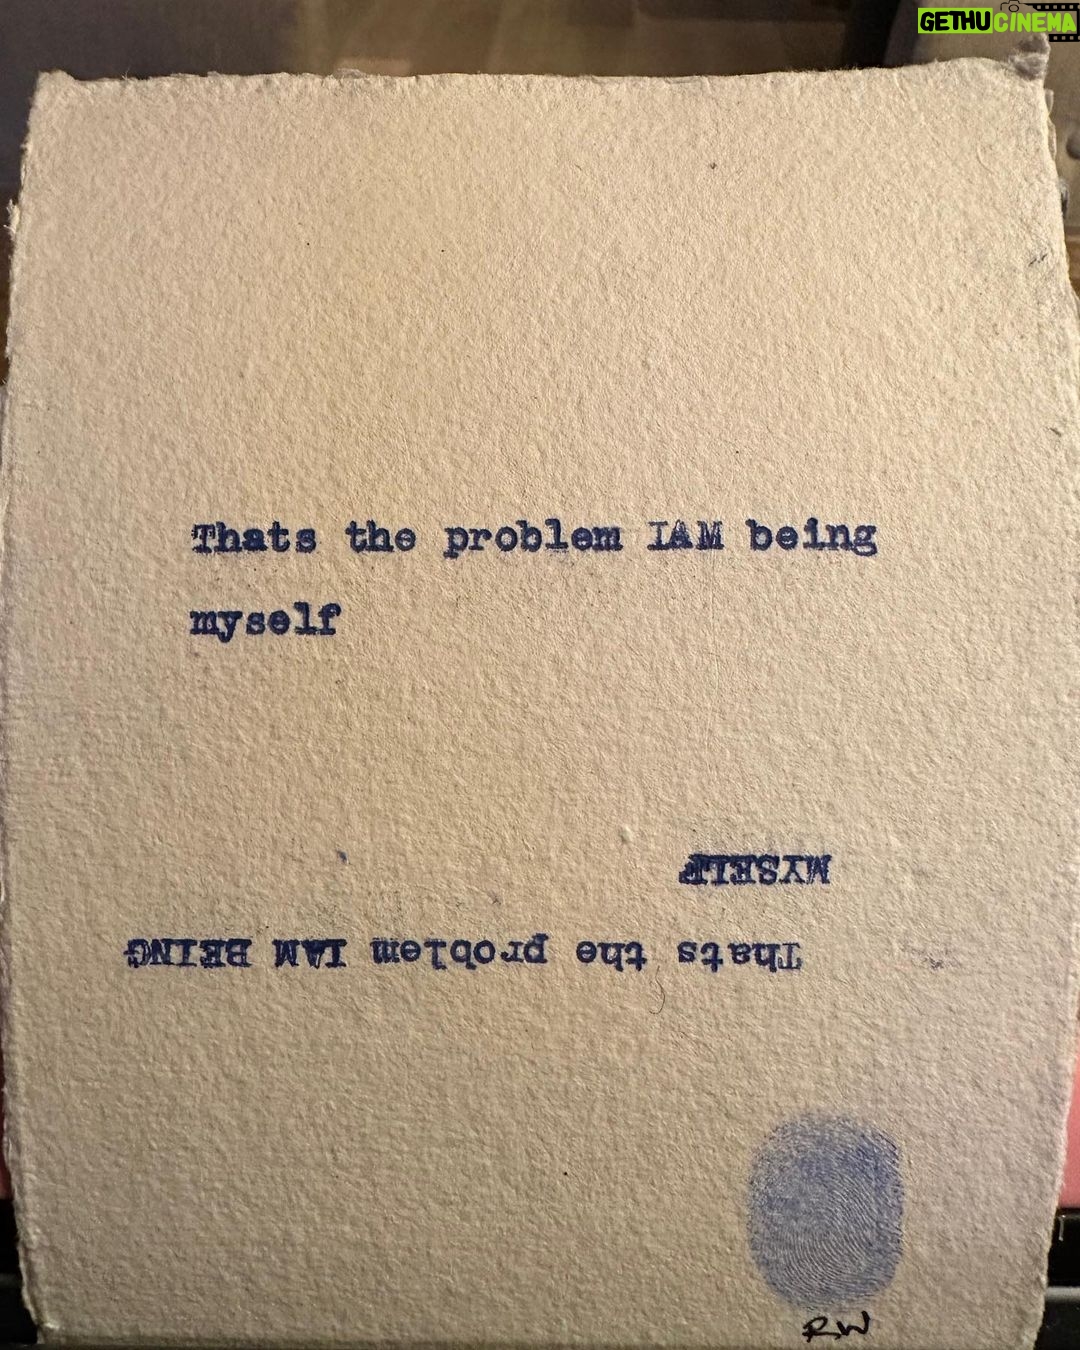 GETHUCINEMA
Thats the problem IAM being
myself
Thats the problem IAM BEING
MYSELF
RW